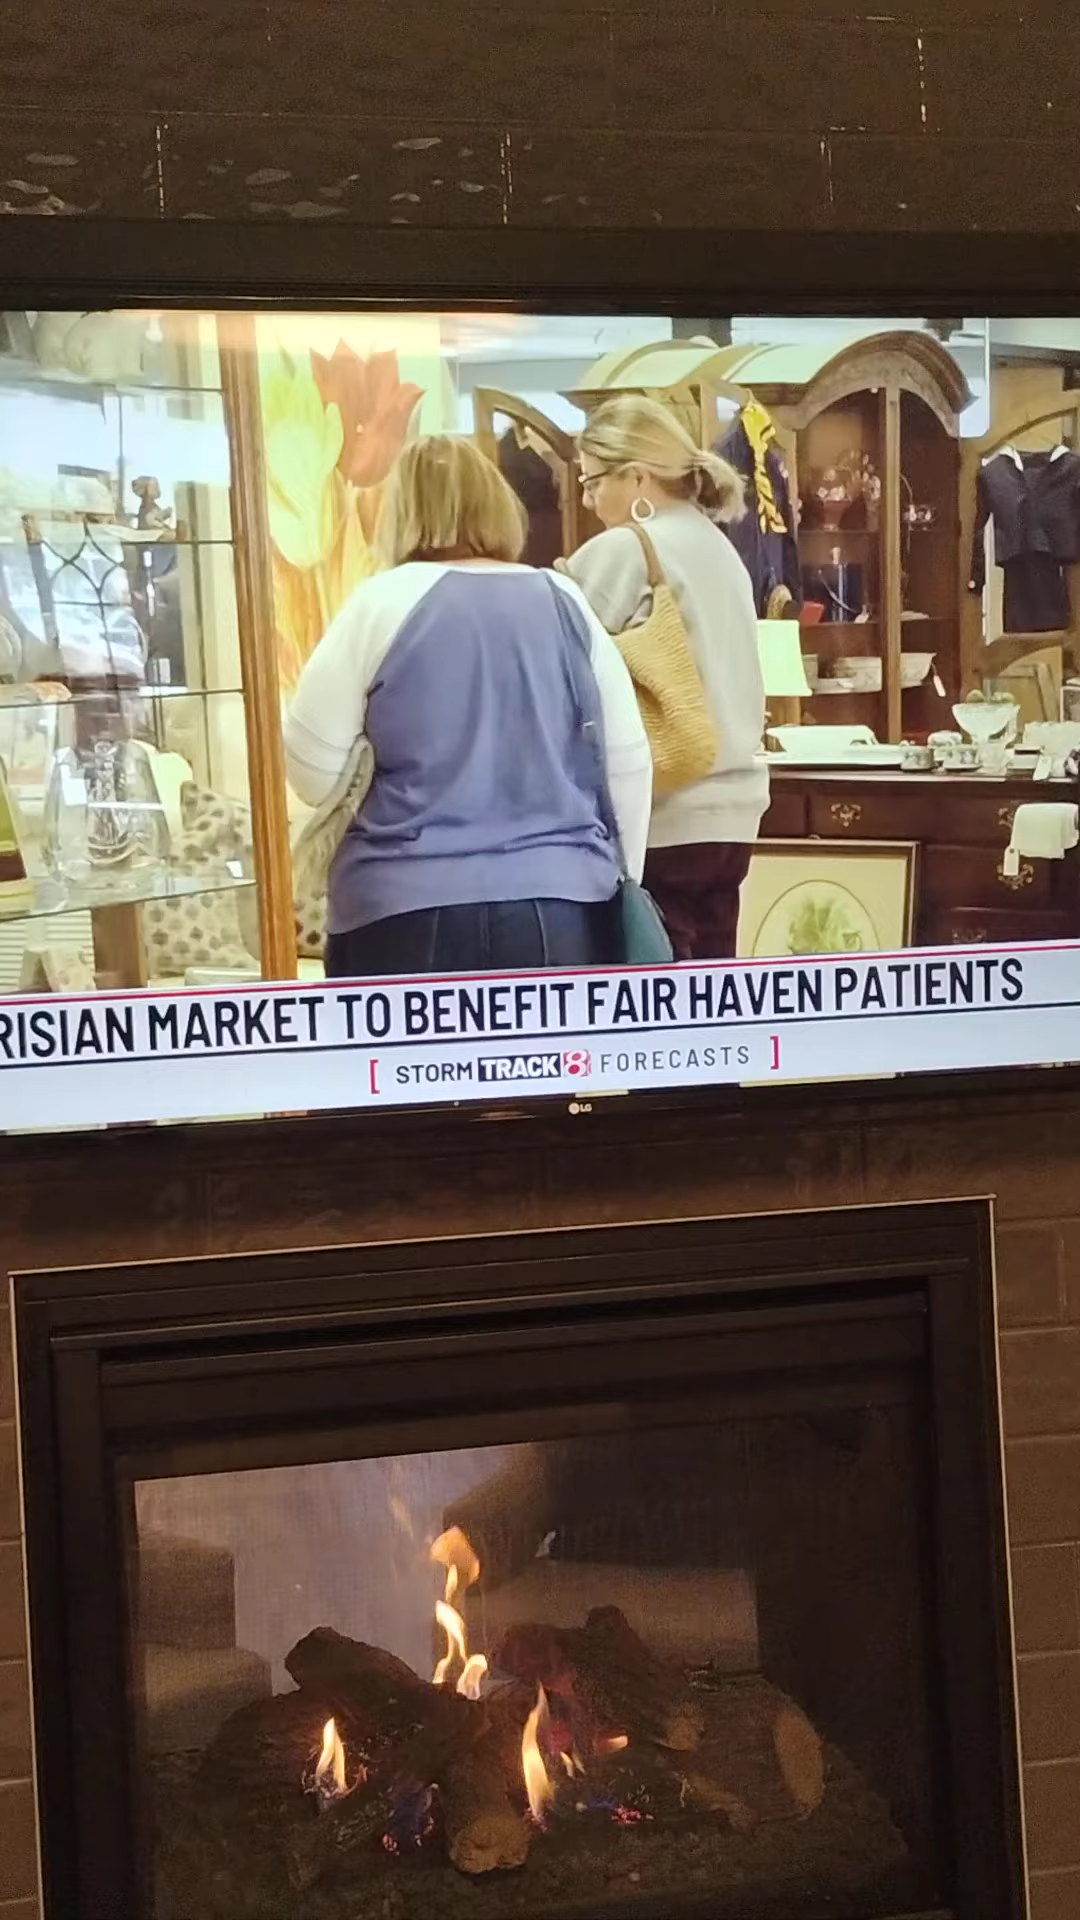 RISIAN MARKET TO BENEFIT FAIR HAVEN PATIENTS
[ STORM TRACK 8 FORECASTS ]
LG